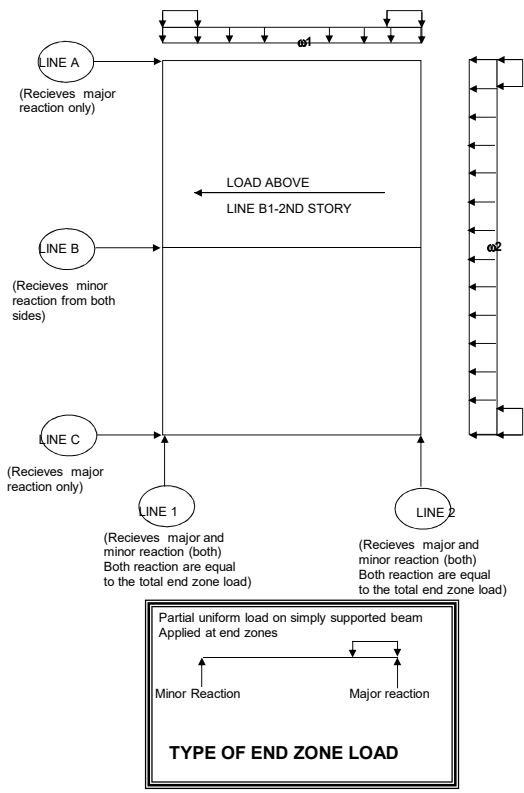 ω1
LINE A
(Recieves major
reaction only)
LOAD ABOVE
LINE B1-2ND STORY
LINE B
ω2
(Recieves minor
reaction from both
sides)
LINE C
(Recieves major
reaction only)
LINE 1
LINE 2
(Recieves major and
minor reaction (both)
Both reaction are equal
to the total end zone load)
(Recieves major and
minor reaction (both)
Both reaction are equal
to the total end zone load)
Partial uniform load on simply supported beam
Applied at end zones
Minor Reaction
Major reaction
TYPE OF END ZONE LOAD